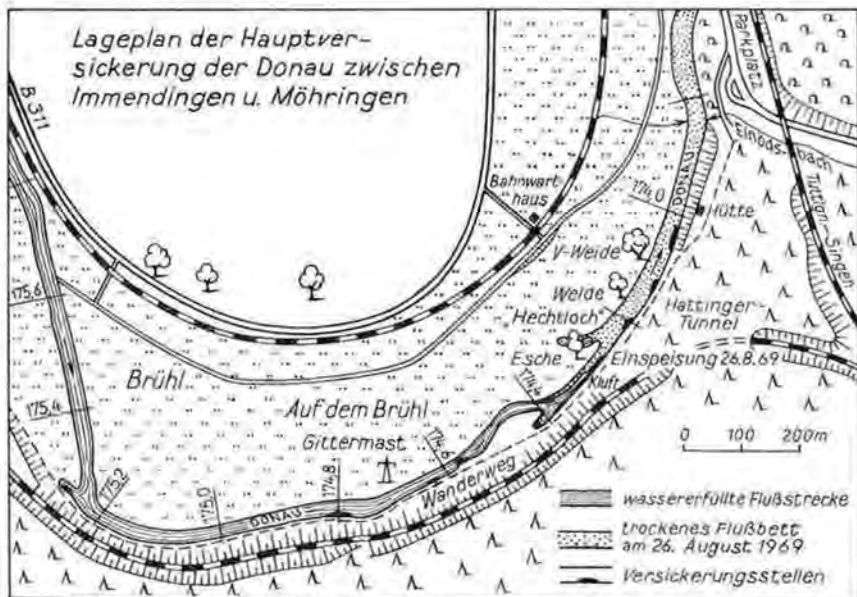 Lageplan der Hauptver-
sickerung der Donau zwischen
Immendingen u. Möhringen
B 311
Parkplatz
Bahnwart
haus
174,0
DONAU
Hütte
V-Weide
Weide
"Hechtloch"
Hattinger-
Tunnel
Esche
Einspeisung 26.8.69
174,4
Kluft
175,6
Brühl
Auf dem Brühl
Gittermast
175,4
175,2
175,0
174,8
174,6
DONAU
Wanderweg
0 100 200m
wassererfüllte Flußstrecke
trockenes Flußbett
am 26. August 1969
Versickerungsstellen